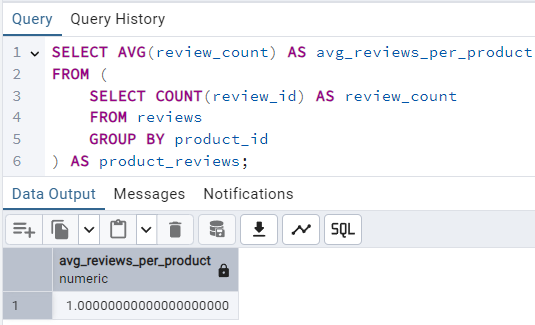 Query Query History
1 SELECT AVG(review_count) AS avg_reviews_per_product
2 FROM (
3 SELECT COUNT(review_id) AS review_count
4 FROM reviews
5 GROUP BY product_id
6 ) AS product_reviews;
Data Output Messages Notifications
SQL
avg_reviews_per_product
numeric
1 1.00000000000000000000